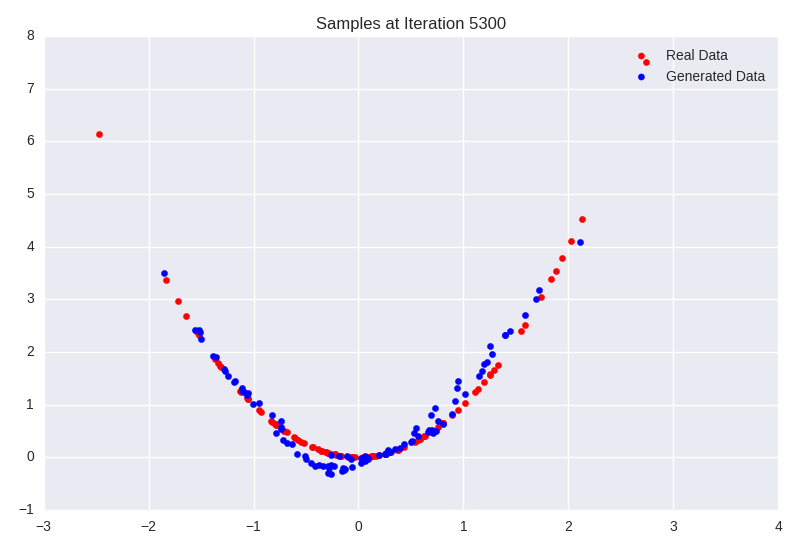 Samples at Iteration 5300
Real Data
Generated Data
8
7
6
5
4
3
2
1
0
−1
−3 −2 −1 0 1 2 3 4